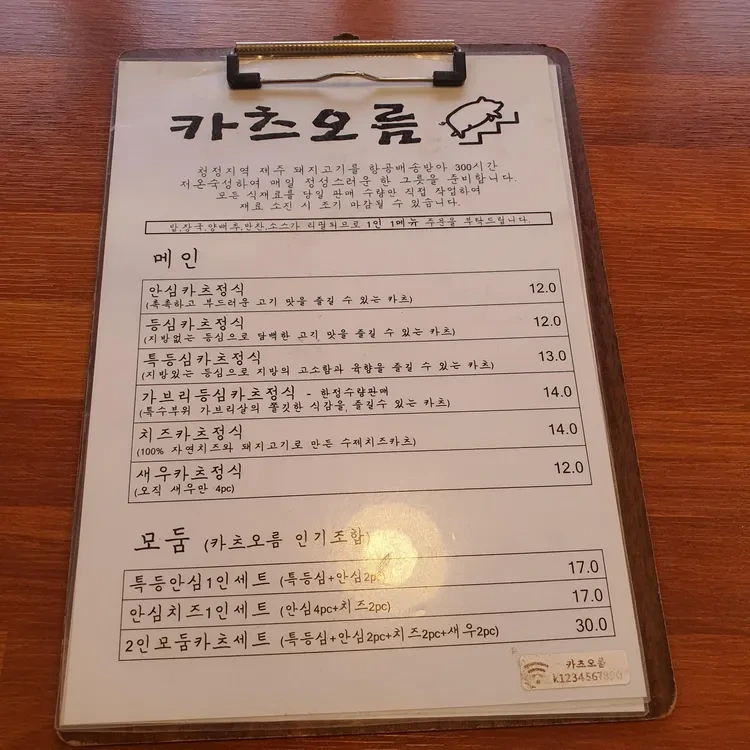 카츠오름
청정지역 제주 돼지고기를 항공배송받아 300시간
저온숙성하여 매일 정성스러운 한 그릇을 준비합니다.
모든 식재료를 당일 판매 수량만 직접 작업하여
재료 소진 시 조기 마감될 수 있습니다.
밥,장국,양배추,반찬,소스가 리필되므로 1인 1메뉴 주문을 부탁드립니다.
메인
안심카츠정식 12.0
(촉촉하고 부드러운 고기 맛을 즐길 수 있는 카츠)
등심카츠정식 12.0
(지방없는 등심으로 담백한 고기 맛을 즐길 수 있는 카츠)
특등심카츠정식 13.0
(지방있는 등심으로 지방의 고소함과 육향을 즐길 수 있는 카츠)
가브리등심카츠정식 - 한정수량판매 14.0
(특수부위 가브리살의 쫄깃한 식감을, 즐길수 있는 카츠)
치즈카츠정식 14.0
(100% 자연치즈와 돼지고기로 만든 수제치즈카츠)
새우카츠정식 12.0
(오직 새우만 4pc)
모둠 (카츠오름 인기조합)
특등안심1인세트 (특등심+안심2pc) 17.0
안심치즈1인세트 (안심4pc+치즈2pc) 17.0
2인모둠카츠세트 (특등심+안심2pc+치즈2pc+새우2pc) 30.0
카츠오름
k1234567890